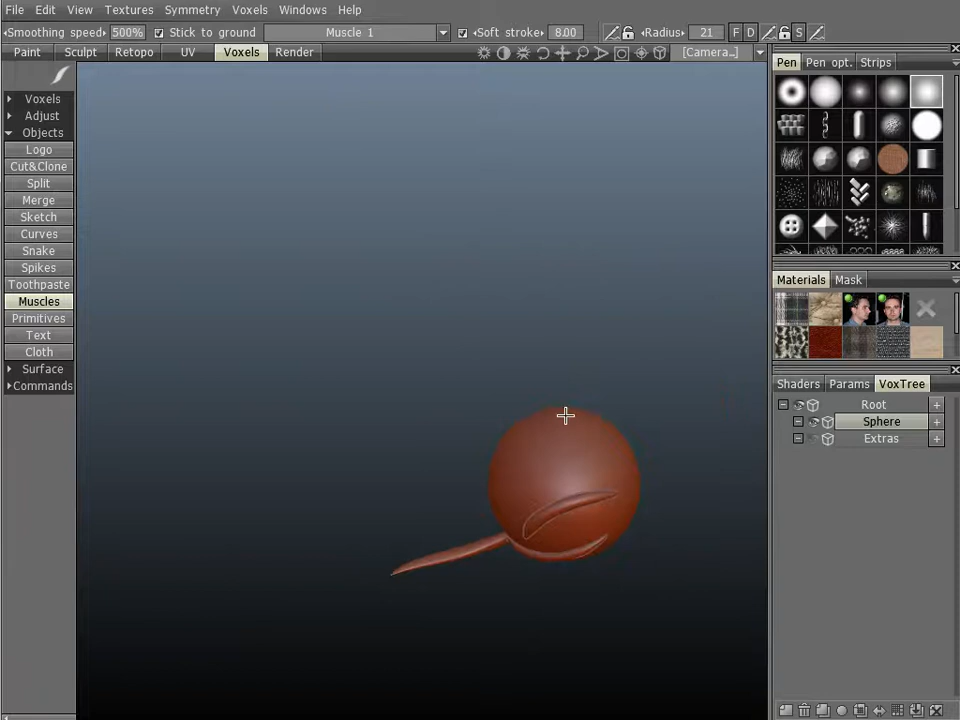 File Edit View Textures Symmetry Voxels Windows Help
Smoothing speed 500% Stick to ground Muscle 1 Soft stroke 8.00 Radius 21 F D S
Paint Sculpt Retopo UV Voxels Render [Camera...
Pen Pen opt. Strips
Voxels
Adjust
Objects
Logo
Cut&Clone
Split
Merge
Sketch
Curves
Snake
Spikes
Toothpaste
Muscles
Primitives
Text
Cloth
Surface
Commands
Materials Mask
Shaders Params VoxTree
Root +
Sphere +
Extras +